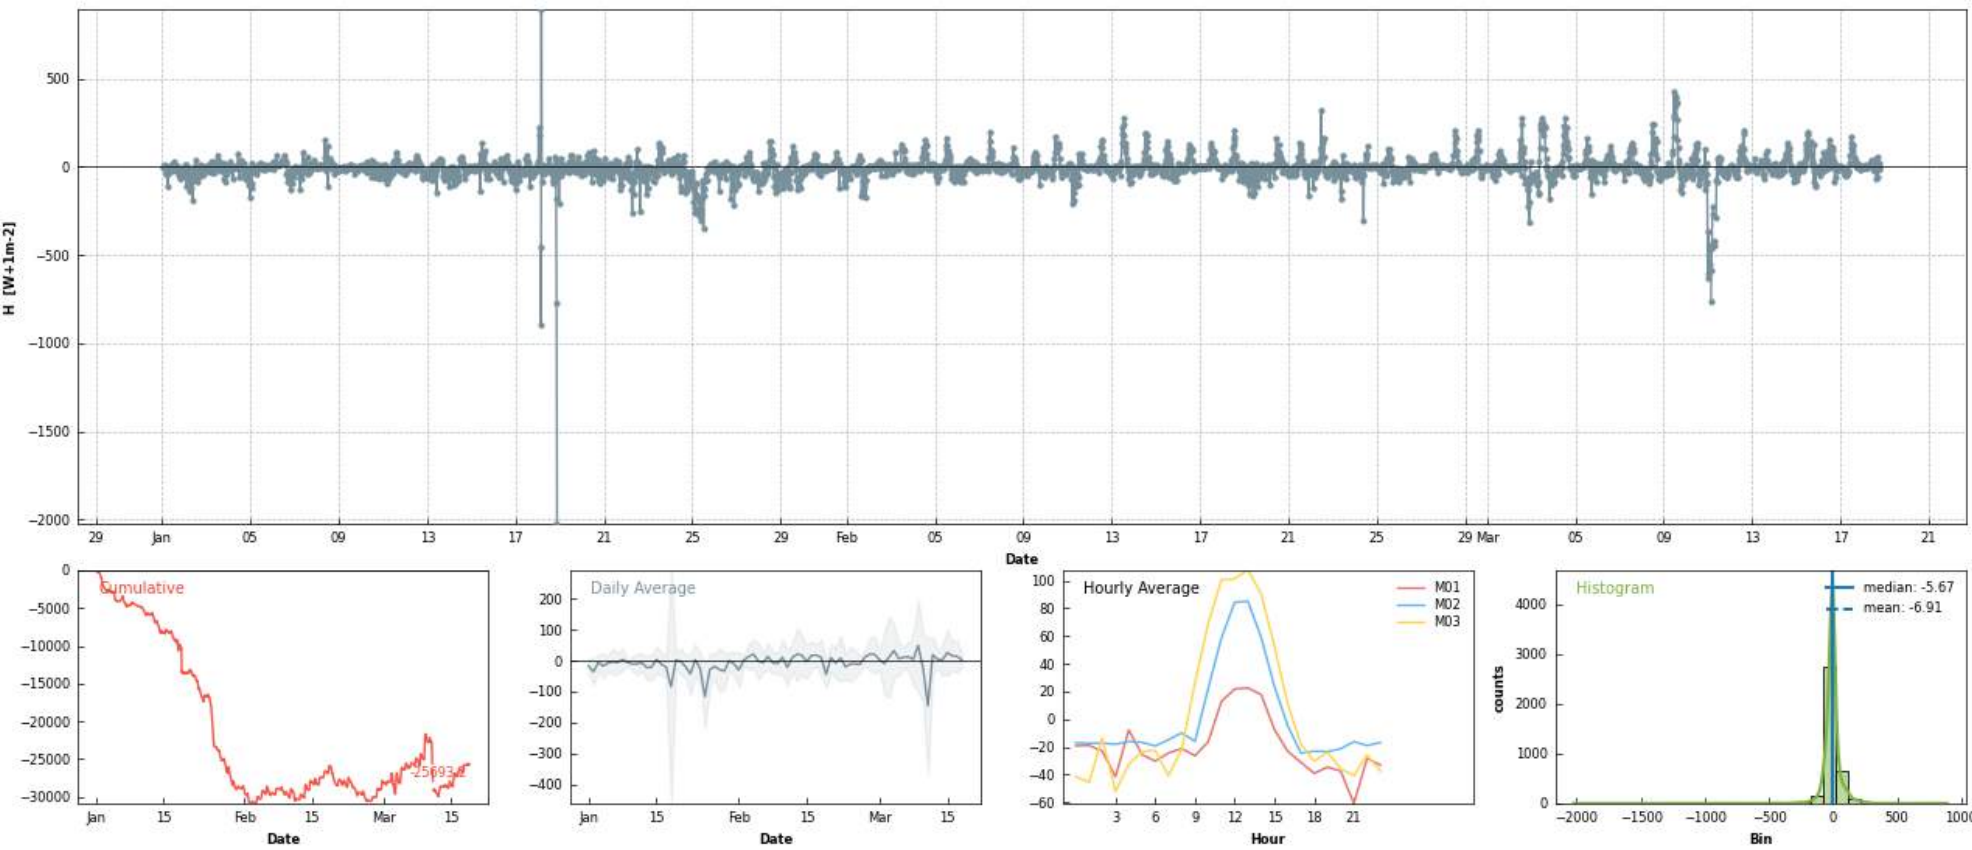 500
0
−500
−1000
−1500
−2000
H [W+1m-2]
29 Jan 05 09 13 17 21 25 29 Feb 05 09 13 17 21 25 29 Mar 05 09 13 17 21
Date
Cumulative
0
−5000
−10000
−15000
−20000
−25000
−30000
Jan 15 Feb 15 Mar 15
Date
Daily Average
200
100
0
−100
−200
−300
−400
Jan 15 Feb 15 Mar 15
Date
Hourly Average
M01
M02
M03
100
80
60
40
20
0
−20
−40
−60
3 6 9 12 15 18 21
Hour
Histogram
median: -5.67
mean: -6.91
counts
4000
3000
2000
1000
0
−2000 −1500 −1000 −500 0 500
Bin